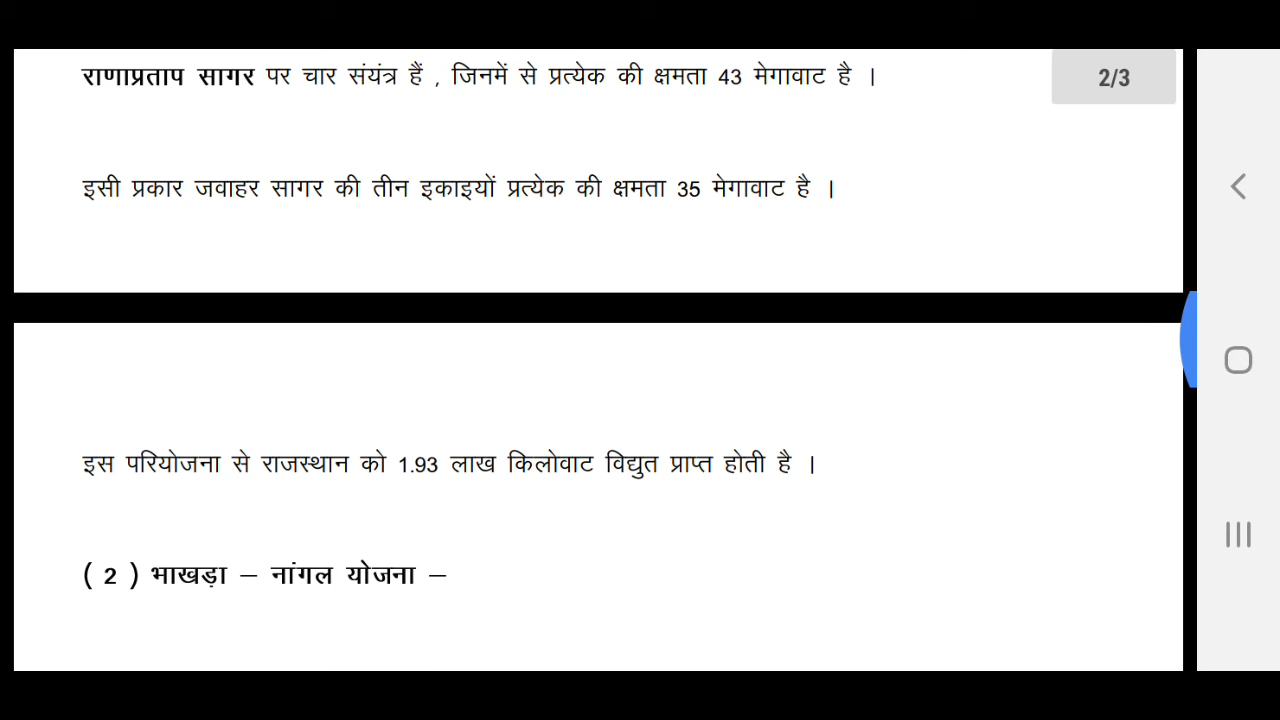 राणाप्रताप सागर पर चार संयंत्र हैं , जिनमें से प्रत्येक की क्षमता 43 मेगावाट है ।
2/3
इसी प्रकार जवाहर सागर की तीन इकाइयों प्रत्येक की क्षमता 35 मेगावाट है ।
इस परियोजना से राजस्थान को 1.93 लाख किलोवाट विद्युत प्राप्त होती है ।
( 2 ) भाखड़ा – नांगल योजना –